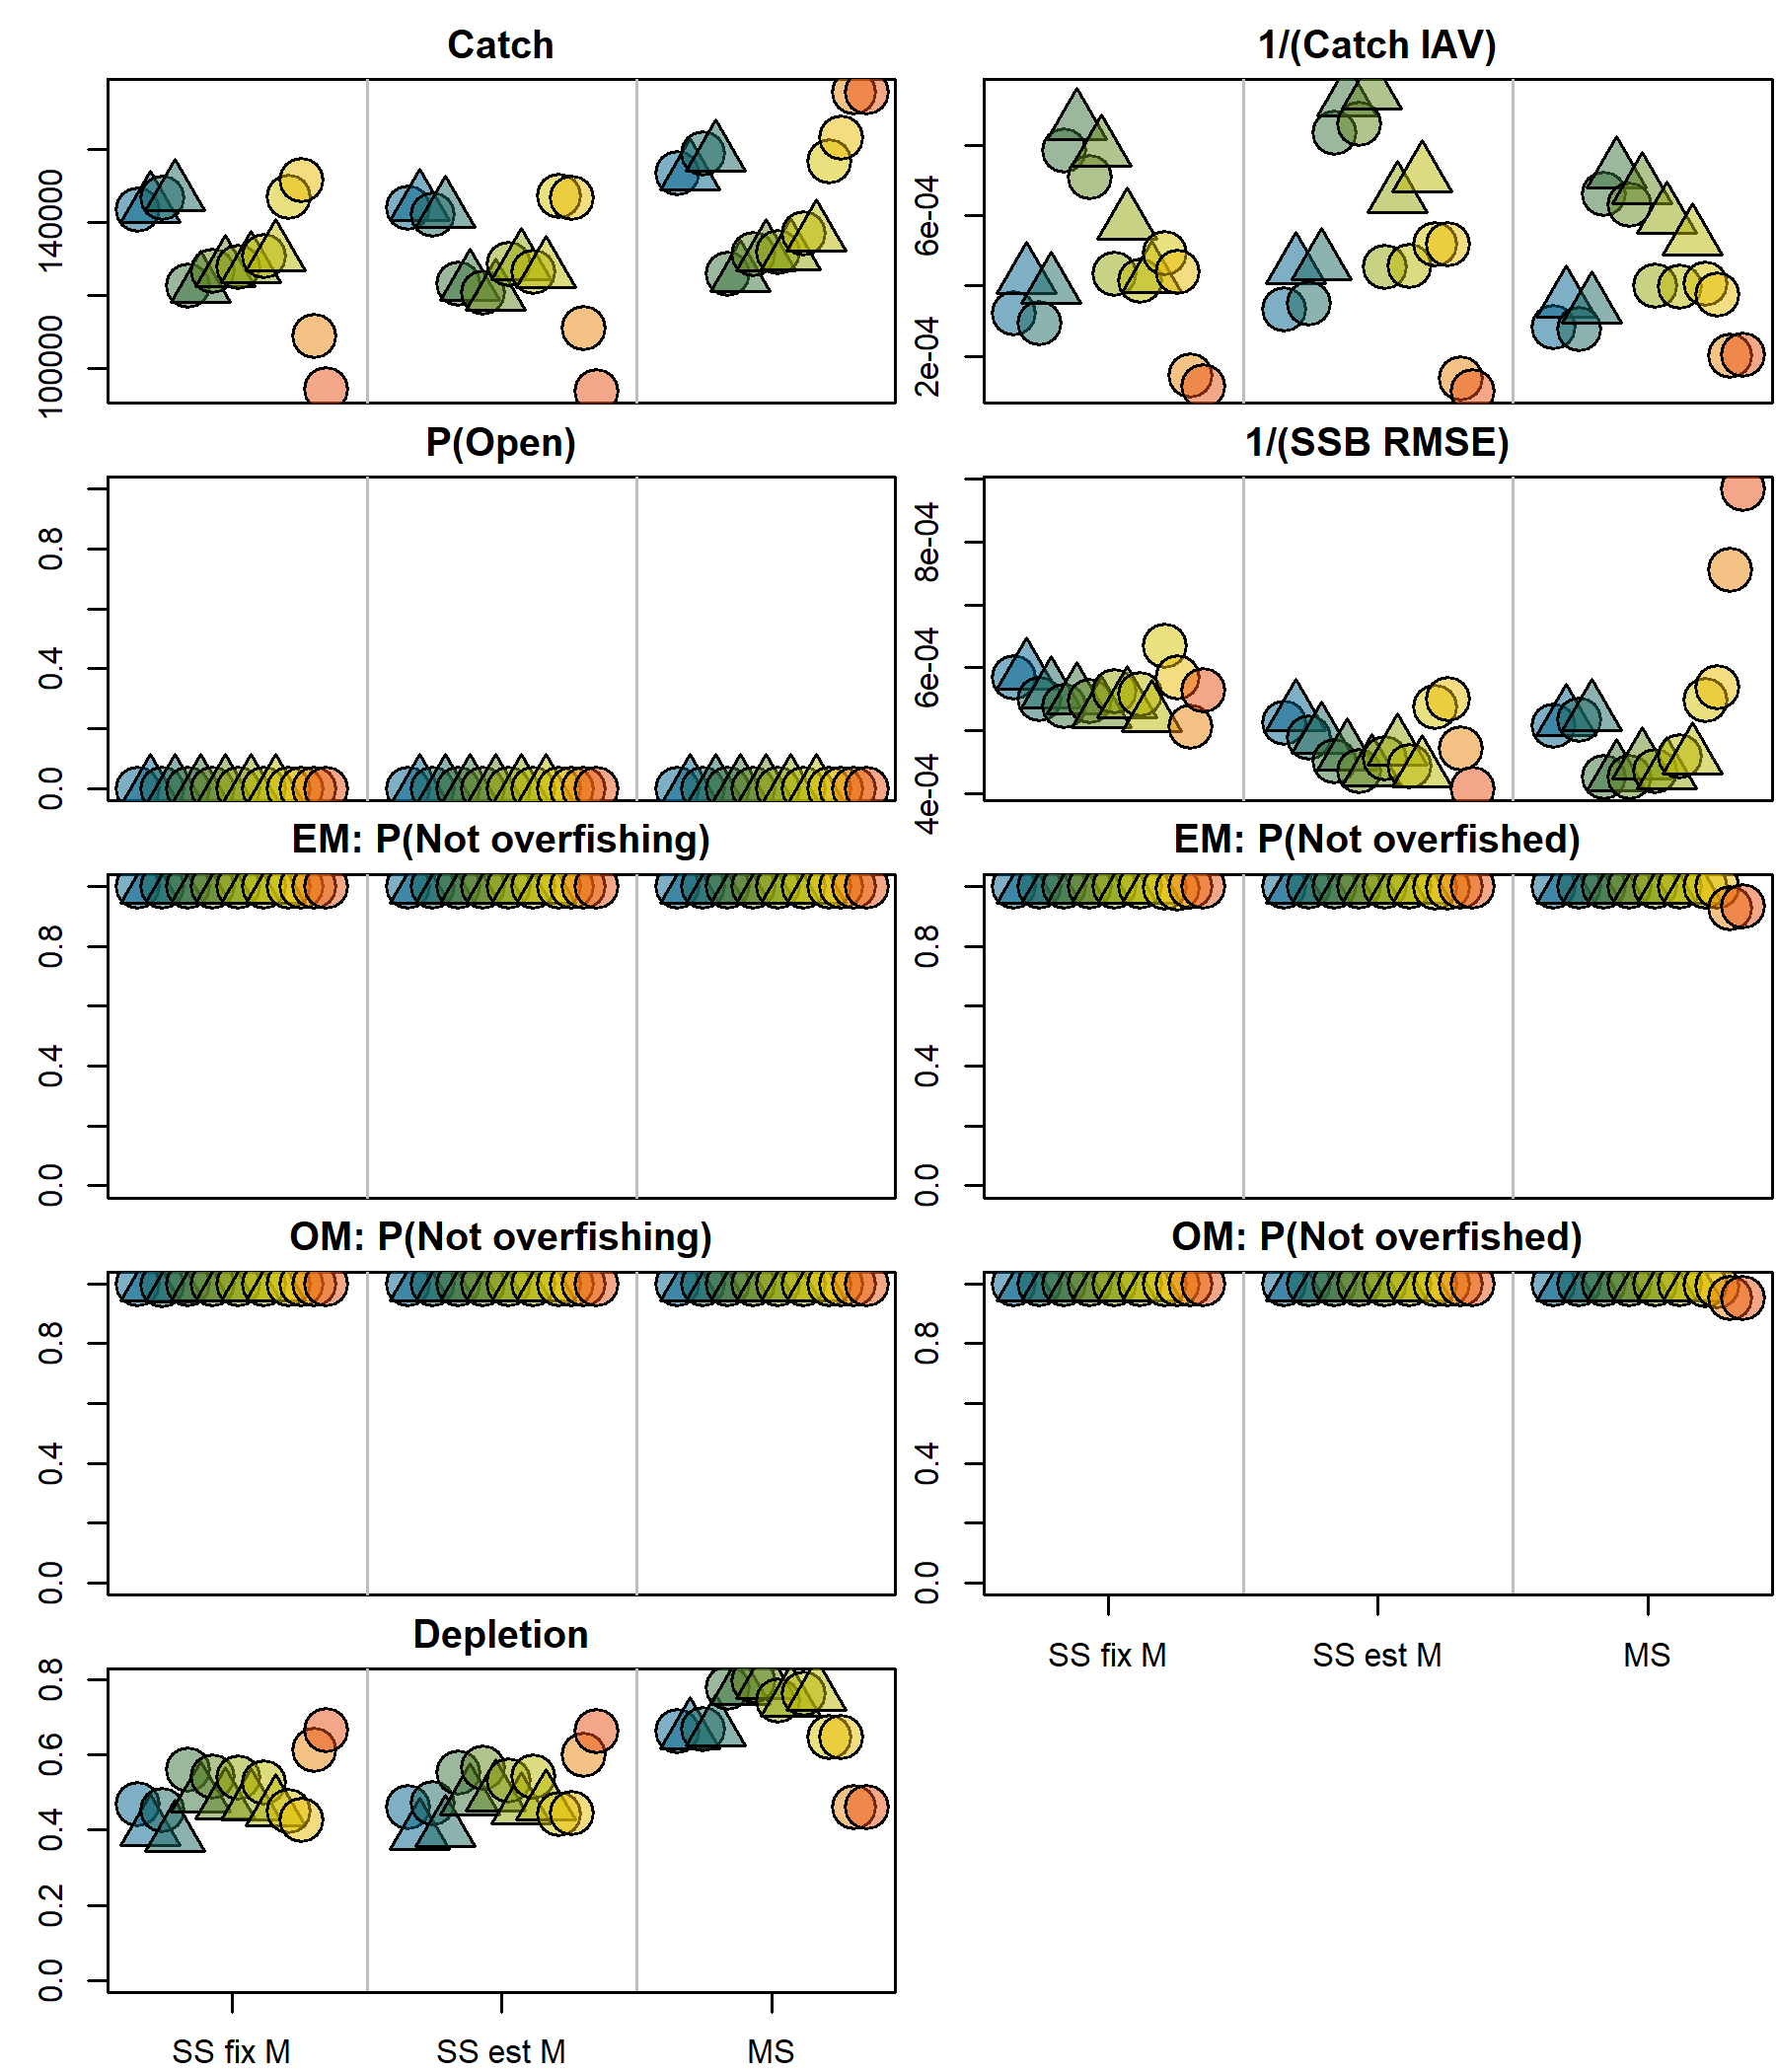 Catch
1/(Catch IAV)
140000
100000
6e-04
2e-04
P(Open)
1/(SSB RMSE)
0.8
0.4
0.0
8e-04
6e-04
4e-04
EM: P(Not overfishing)
EM: P(Not overfished)
0.8
0.4
0.0
0.8
0.4
0.0
OM: P(Not overfishing)
OM: P(Not overfished)
0.8
0.4
0.0
0.8
0.4
0.0
SS fix M SS est M MS
Depletion
0.8
0.6
0.4
0.2
0.0
SS fix M SS est M MS